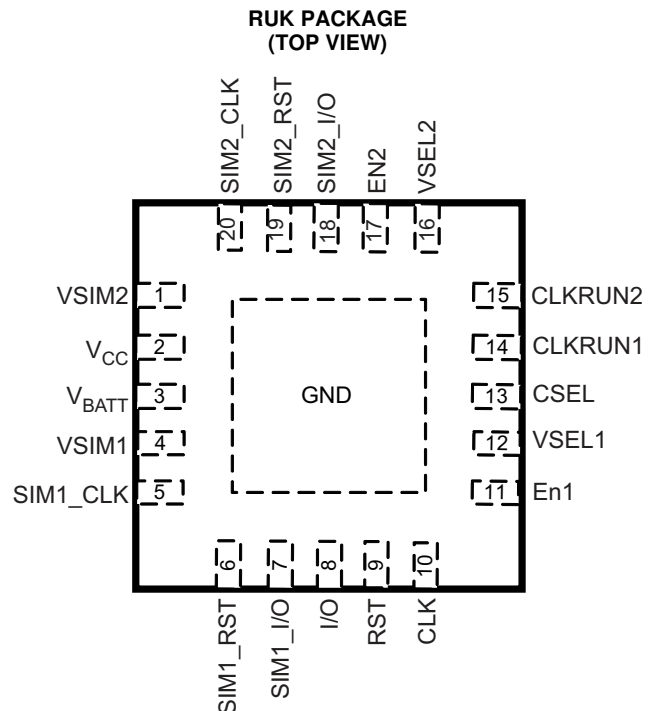 RUK PACKAGE
(TOP VIEW)
SIM2_CLK
SIM2_RST
SIM2_I/O
EN2
VSEL2
20
19
18
17
16
VSIM2 1
VCC 2
VBATT 3
VSIM1 4
SIM1_CLK 5
GND
15 CLKRUN2
14 CLKRUN1
13 CSEL
12 VSEL1
11 En1
6
7
8
9
10
SIM1_RST
SIM1_I/O
I/O
RST
CLK